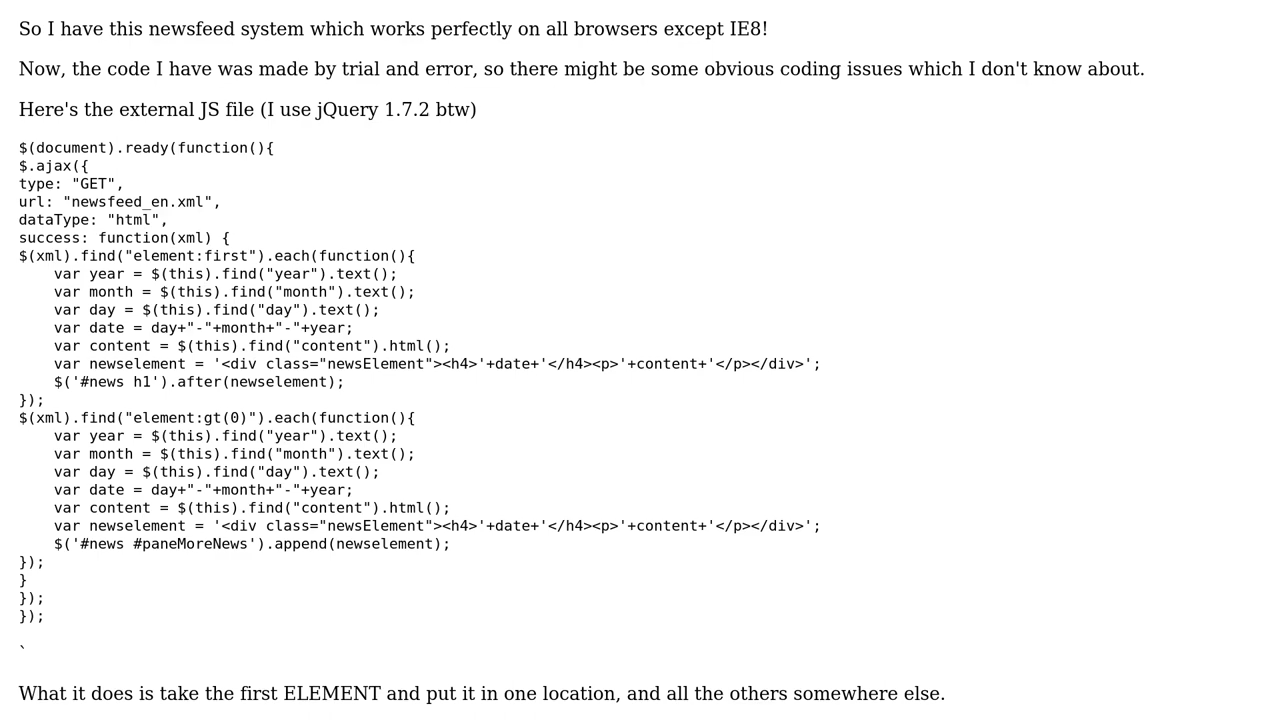 So I have this newsfeed system which works perfectly on all browsers except IE8!
Now, the code I have was made by trial and error, so there might be some obvious coding issues which I don't know about.
Here's the external JS file (I use jQuery 1.7.2 btw)
$(document).ready(function(){
$.ajax({
type: "GET",
url: "newsfeed_en.xml",
dataType: "html",
success: function(xml) {
$(xml).find("element:first").each(function(){
    var year = $(this).find("year").text();
    var month = $(this).find("month").text();
    var day = $(this).find("day").text();
    var date = day+"-"+month+"-"+year;
    var content = $(this).find("content").html();
    var newselement = '<div class="newsElement"><h4>'+date+'</h4><p>'+content+'</p></div>';
    $('#news h1').after(newselement);
});
$(xml).find("element:gt(0)").each(function(){
    var year = $(this).find("year").text();
    var month = $(this).find("month").text();
    var day = $(this).find("day").text();
    var date = day+"-"+month+"-"+year;
    var content = $(this).find("content").html();
    var newselement = '<div class="newsElement"><h4>'+date+'</h4><p>'+content+'</p></div>';
    $('#news #paneMoreNews').append(newselement);
});
}
});
});
`
What it does is take the first ELEMENT and put it in one location, and all the others somewhere else.